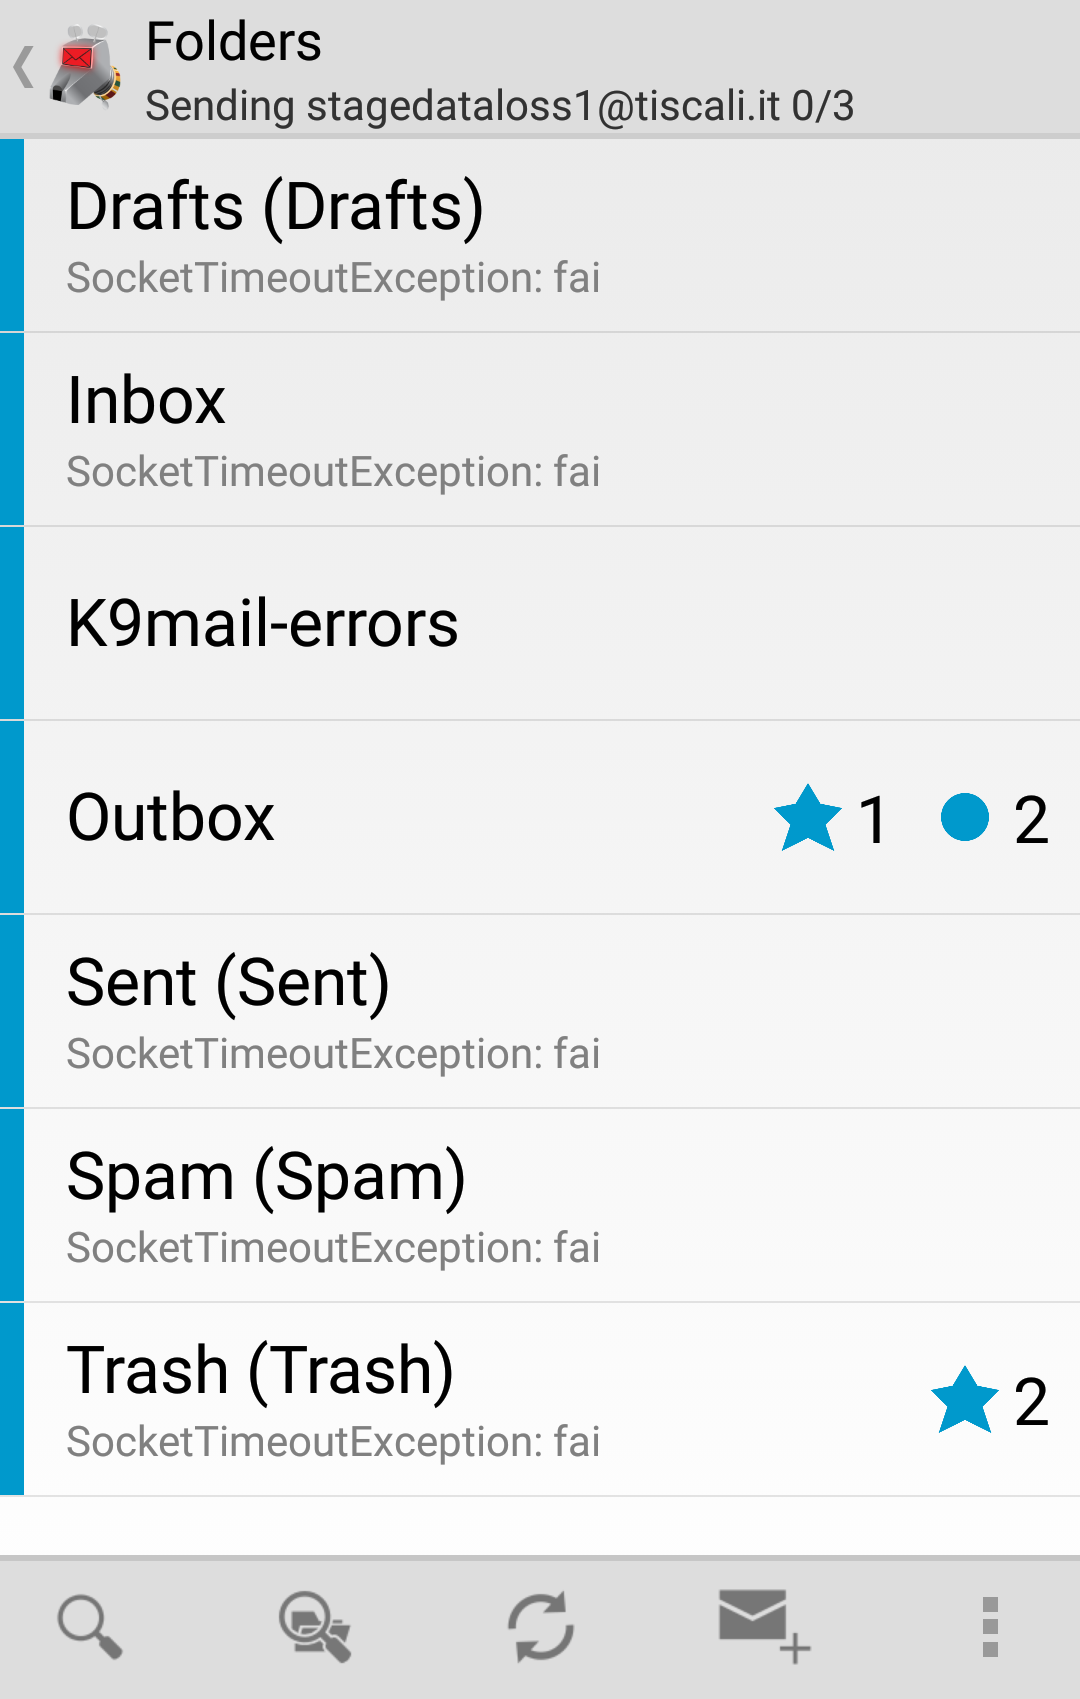 Folders
Sending stagedataloss1@tiscali.it 0/3
Drafts (Drafts)
SocketTimeoutException: fai
Inbox
SocketTimeoutException: fai
K9mail-errors
Outbox 1 2
Sent (Sent)
SocketTimeoutException: fai
Spam (Spam)
SocketTimeoutException: fai
Trash (Trash) 2
SocketTimeoutException: fai